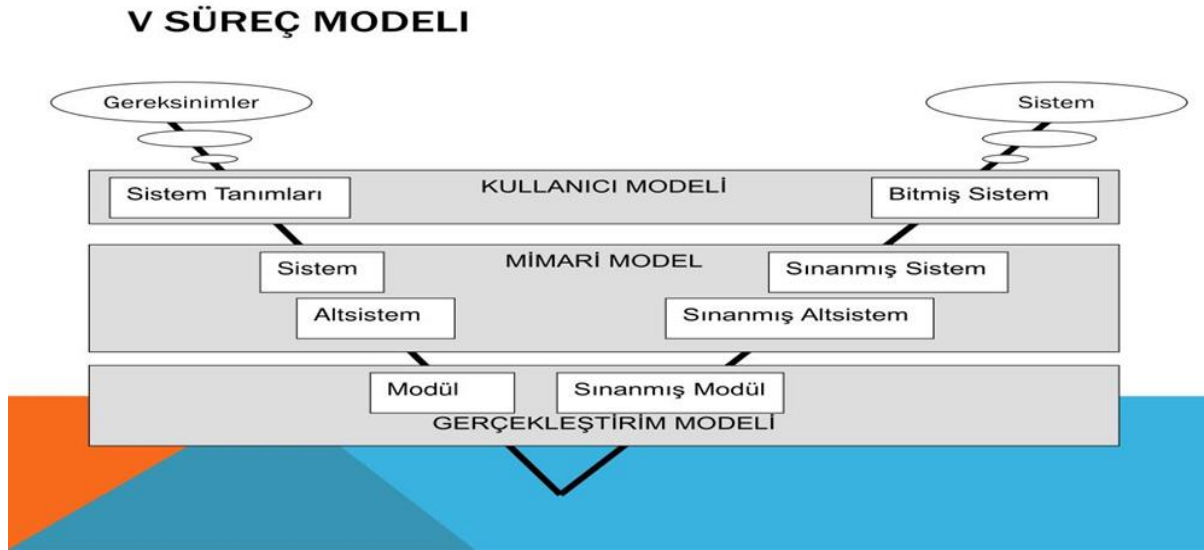 V SÜREÇ MODELI
Gereksinimler
Sistem
Sistem Tanımları
KULLANICI MODELİ
Bitmiş Sistem
Sistem
MİMARİ MODEL
Sınanmış Sistem
Altsistem
Sınanmış Altsistem
Modül
Sınanmış Modül
GERÇEKLEŞTİRİM MODELİ